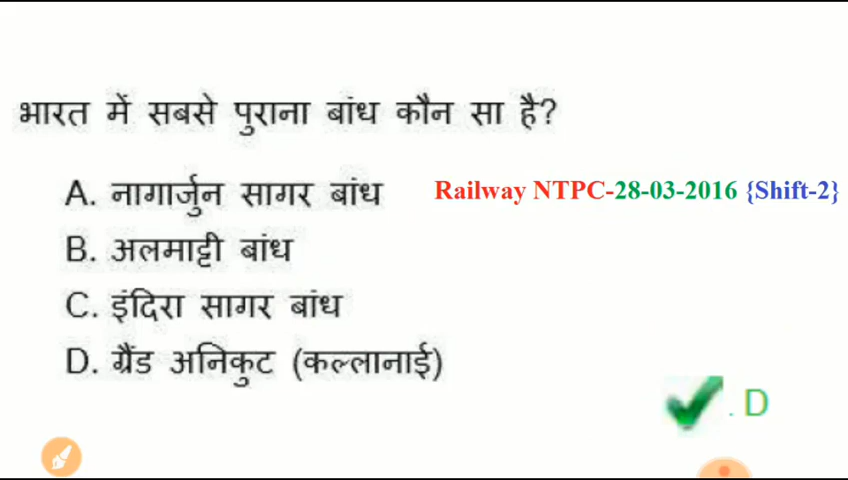 भारत में सबसे पुराना बांध कौन सा है?
A. नागार्जुन सागर बांध Railway NTPC-28-03-2016 {Shift-2}
B. अलमाट्टी बांध
C. इंदिरा सागर बांध
D. ग्रैंड अनिकुट (कल्लानाई)
. D